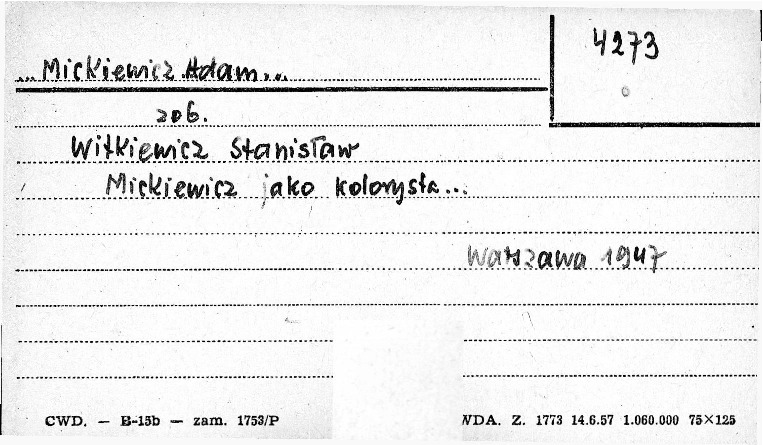 4273
... Mickiewicz Adam...
zob.
Witkiewicz Stanisław
Mickiewicz jako kolorysta...
Warszawa 1947
CWD. — B-15b — zam. 1753/P
WDA. Z. 1773 14.6.57 1.060.000 75×125